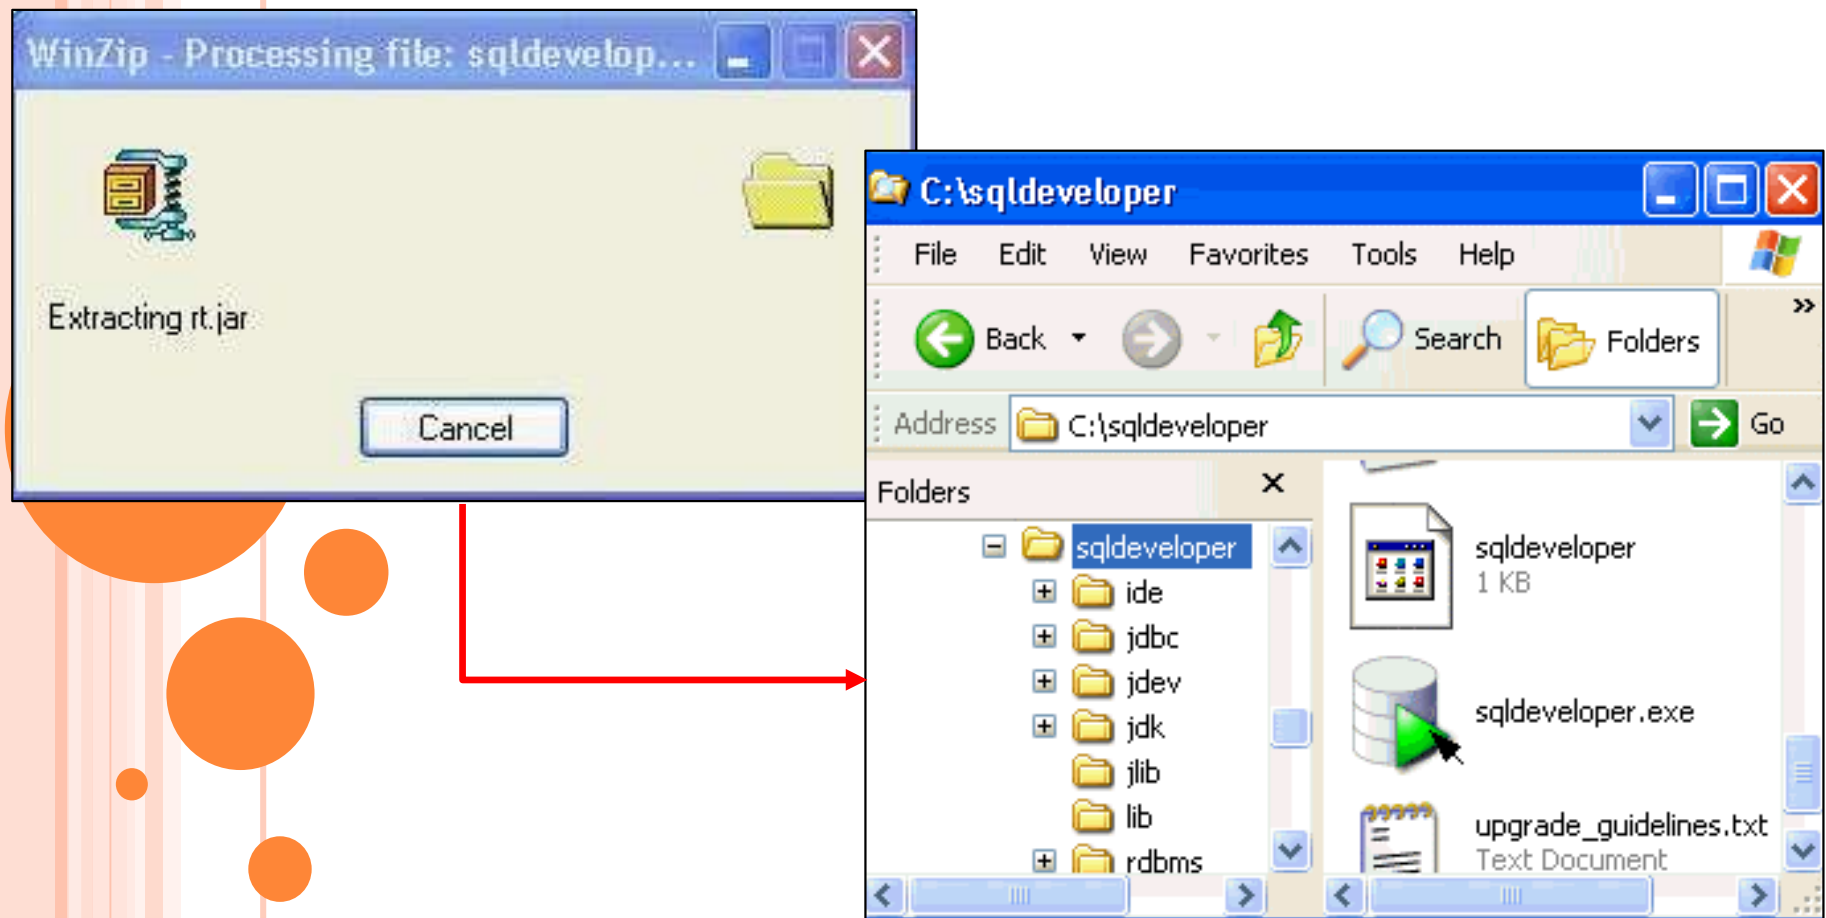 WinZip - Processing file: sqldevelop...
Extracting rt.jar
Cancel
C:\sqldeveloper
File Edit View Favorites Tools Help
Back Search Folders »
Address C:\sqldeveloper Go
Folders
sqldeveloper
ide
jdbc
jdev
jdk
jlib
lib
rdbms
sqldeveloper
1 KB
sqldeveloper.exe
upgrade_guidelines.txt
Text Document